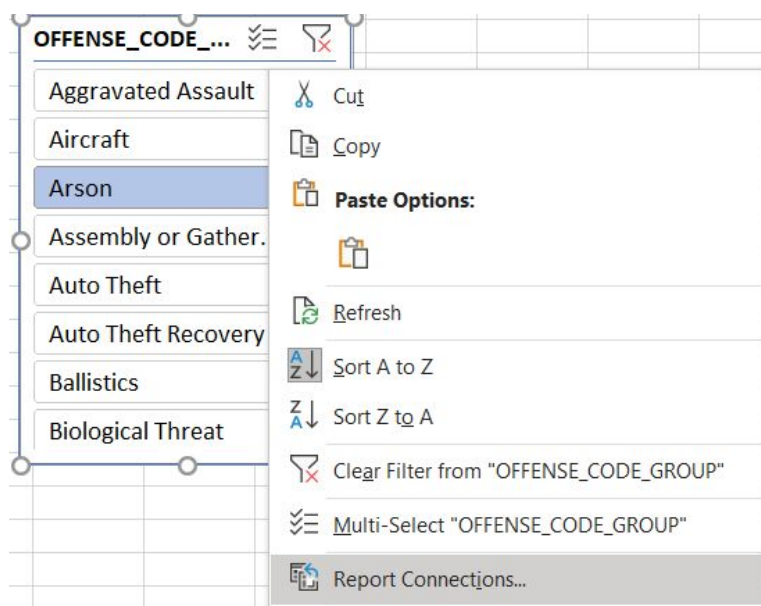 OFFENSE_CODE_...
Aggravated Assault
Aircraft
Arson
Assembly or Gather.
Auto Theft
Auto Theft Recovery
Ballistics
Biological Threat
Cut
Copy
Paste Options:
Refresh
Sort A to Z
Sort Z to A
Clear Filter from "OFFENSE_CODE_GROUP"
Multi-Select "OFFENSE_CODE_GROUP"
Report Connections...